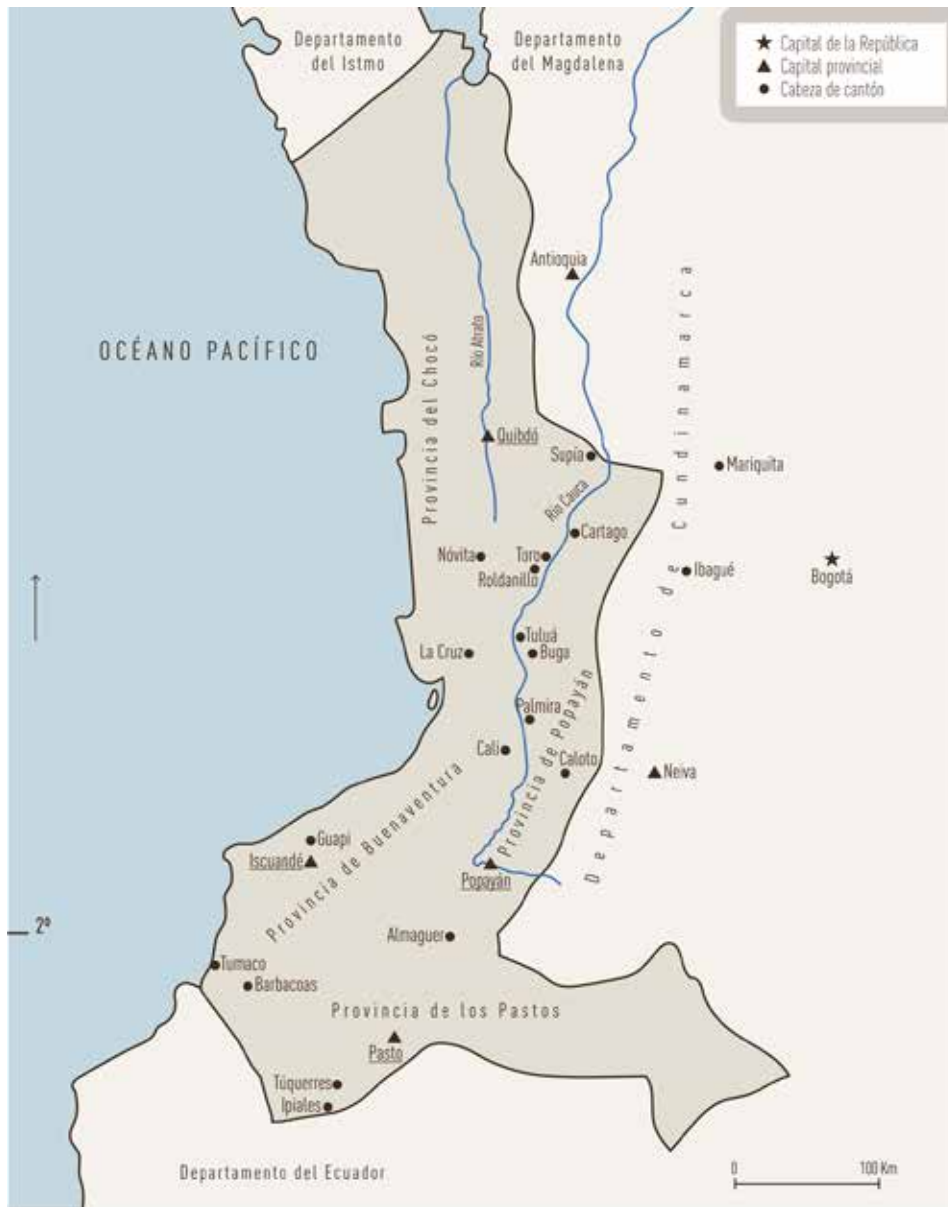 Departamento
del Istmo
Departamento
del Magdalena
Capital de la República
Capital provincial
Cabeza de cantón
Antioquia
OCÉANO PACÍFICO
Río Atrato
Provincia del Chocó
Departamento de Cundinamarca
Quibdó
Supía
Mariquita
Río Cauca
Cartago
Nóvita
Toro
Roldanillo
Ibagué
Bogotá
Tuluá
La Cruz
Buga
Palmira
Cali
Caloto
Provincia de Popayán
Neiva
Provincia de Buenaventura
Guapi
Iscuandé
Popayán
2º
Almaguer
Tumaco
Barbacoas
Provincia de los Pastos
Pasto
Túquerres
Ipiales
Departamento del Ecuador
0 100 Km